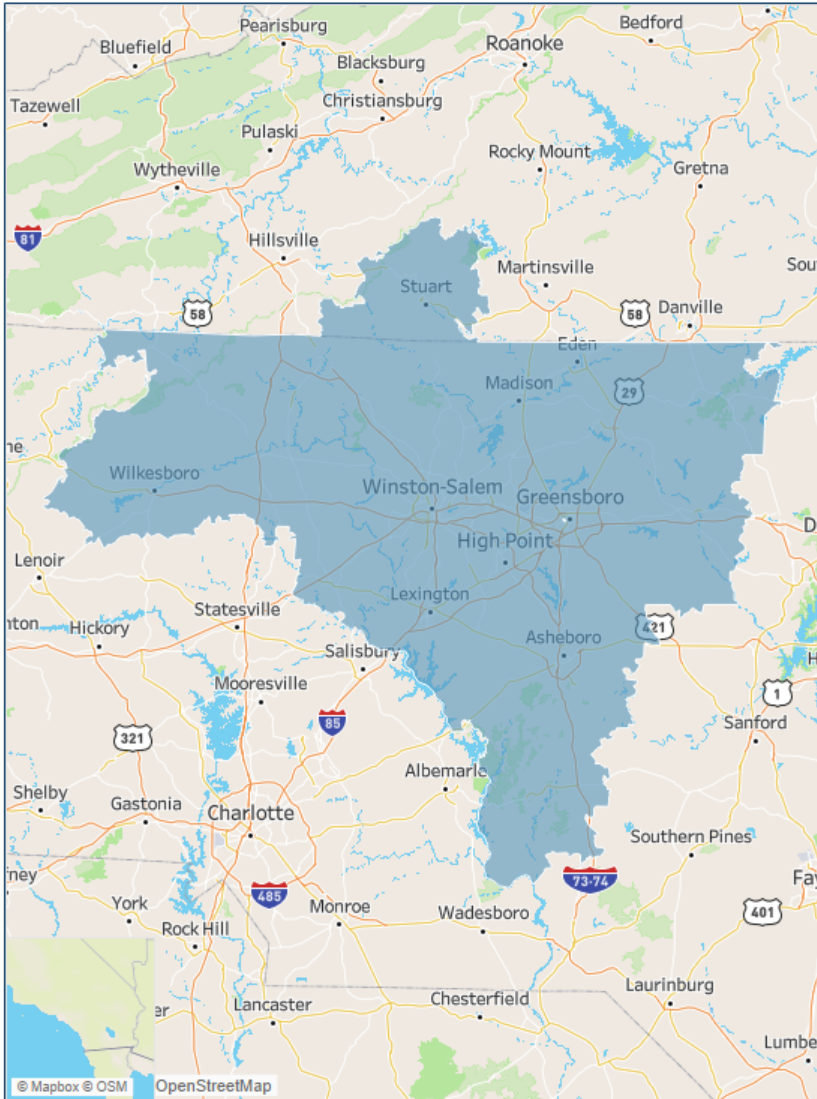 Pearisburg
Bedford
Bluefield
Roanoke
Blacksburg
Tazewell
Christiansburg
Pulaski
Rocky Mount
Wytheville
Gretna
81
Hillsville
Martinsville
Sou
Stuart
58
58
Danville
Eden
Madison
29
ne
Wilkesboro
Winston-Salem
Greensboro
D
High Point
Lenoir
Lexington
Statesville
nton
Hickory
421
Asheboro
Salisbury
H
Mooresville
1
85
321
Sanford
Albemarle
Shelby
Gastonia
Charlotte
Southern Pines
ney
73-74
Fay
485
York
Monroe
Wadesboro
401
Rock Hill
Laurinburg
er
Lancaster
Chesterfield
Lumbe
© Mapbox © OSM
OpenStreetMap